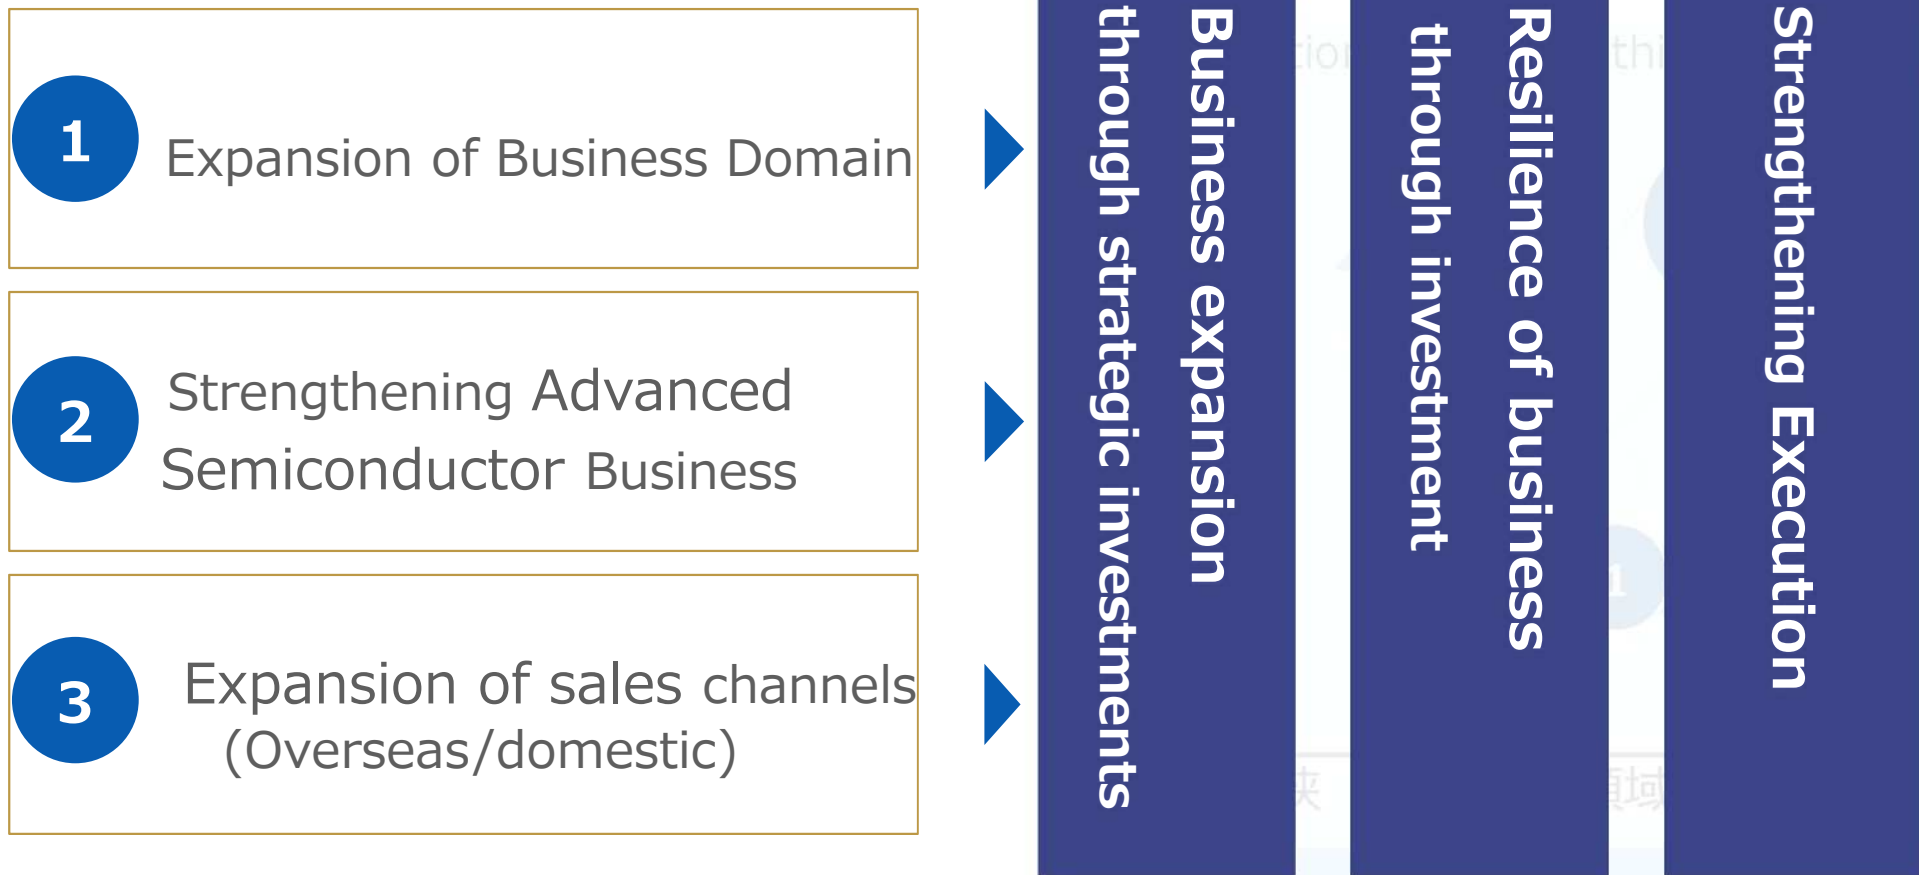 1
Expansion of Business Domain
2
Strengthening Advanced
Semiconductor Business
3
Expansion of sales channels
(Overseas/domestic)
Business expansion
through strategic investments
Resilience of business
through investment
Strengthening Execution
1